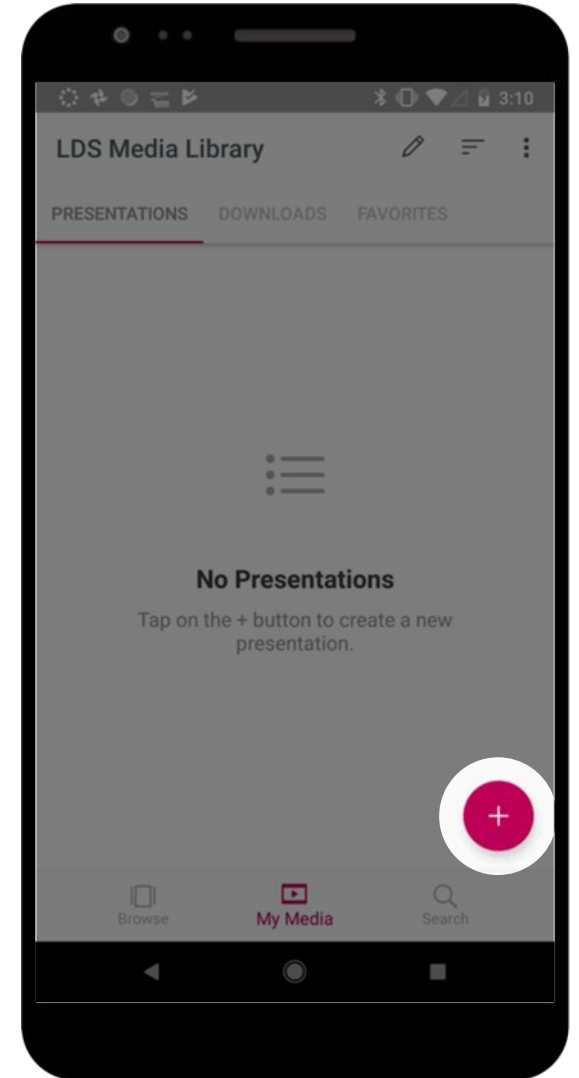 3:10
LDS Media Library
PRESENTATIONS DOWNLOADS FAVORITES
No Presentations
Tap on the + button to create a new
presentation.
+
Browse My Media Search